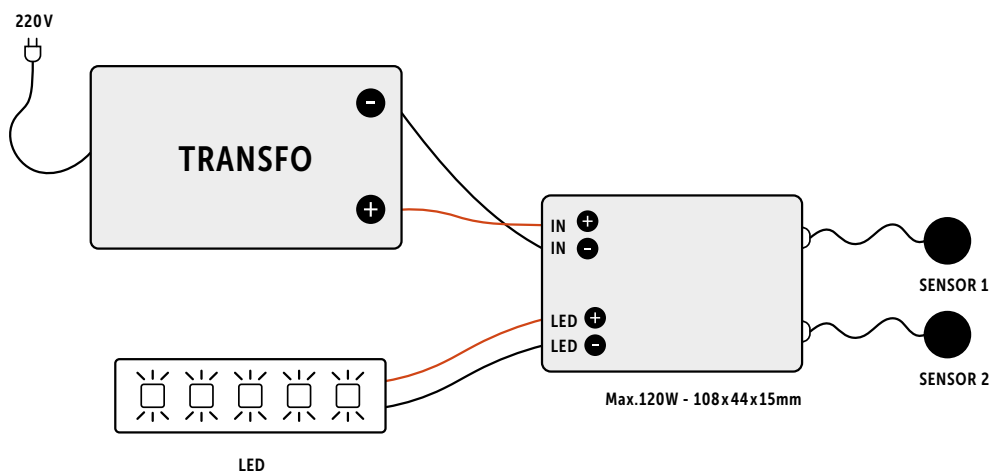 220V
-
TRANSFO
+
IN +
IN -
LED +
LED -
SENSOR 1
SENSOR 2
Max.120W - 108x44x15mm
LED